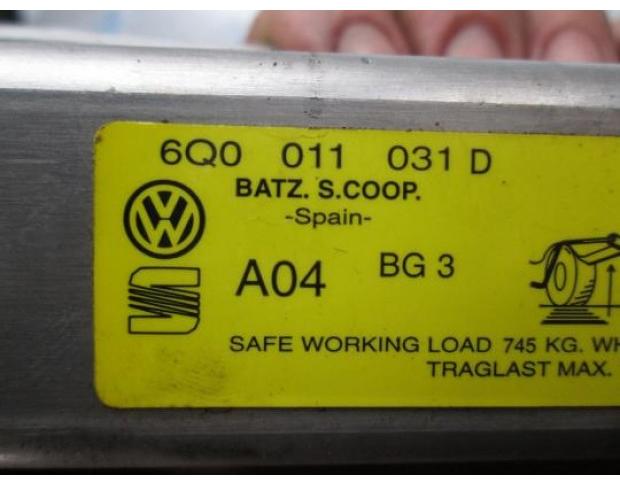 6Q0 011 031 D
BATZ. S.COOP.
-Spain-
A04 BG 3
SAFE WORKING LOAD 745 KG.
TRAGLAST MAX.